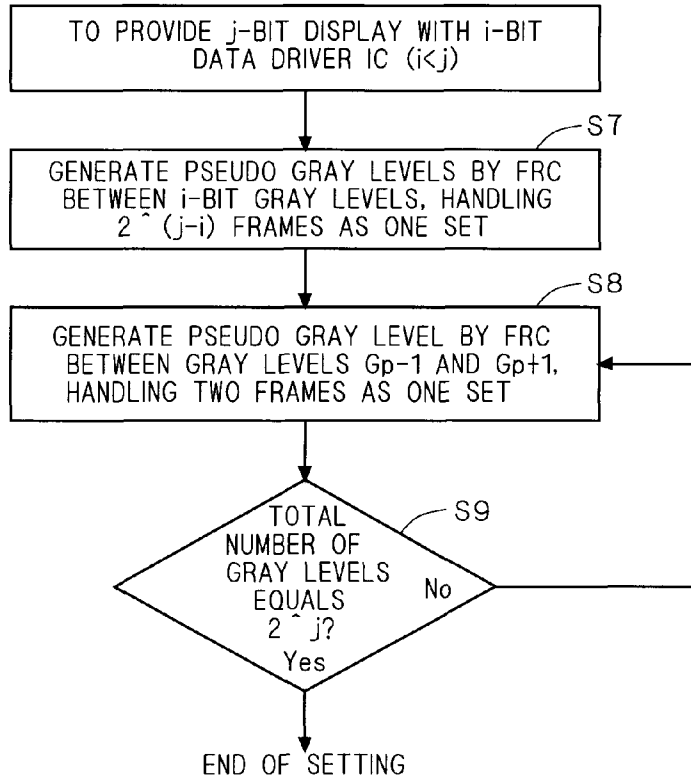 TO PROVIDE j-BIT DISPLAY WITH i-BIT
DATA DRIVER IC (i<j)
S7
GENERATE PSEUDO GRAY LEVELS BY FRC
BETWEEN i-BIT GRAY LEVELS, HANDLING
2^(j-i) FRAMES AS ONE SET
S8
GENERATE PSEUDO GRAY LEVEL BY FRC
BETWEEN GRAY LEVELS Gp-1 AND Gp+1,
HANDLING TWO FRAMES AS ONE SET
S9
TOTAL
NUMBER OF
GRAY LEVELS
EQUALS
2^j?
No
Yes
END OF SETTING